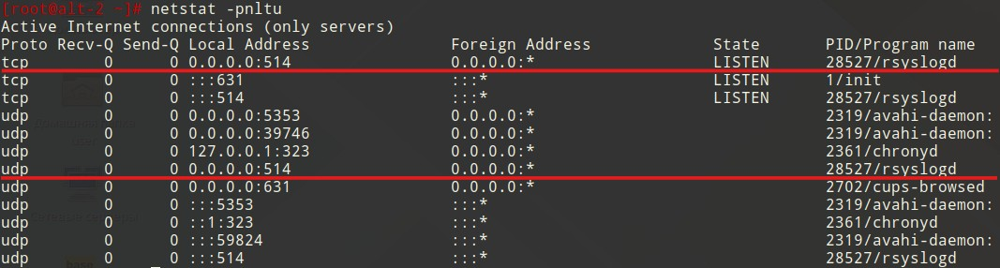 [root@alt-2 ~]# netstat -pnltu
Active Internet connections (only servers)
Proto Recv-Q Send-Q Local Address           Foreign Address         State       PID/Program name
tcp        0      0 0.0.0.0:514             0.0.0.0:*               LISTEN      28527/rsyslogd
tcp        0      0 :::631                  :::*                    LISTEN      1/init
tcp        0      0 :::514                  :::*                    LISTEN      28527/rsyslogd
udp        0      0 0.0.0.0:5353            0.0.0.0:*                           2319/avahi-daemon:
udp        0      0 0.0.0.0:39746           0.0.0.0:*                           2319/avahi-daemon:
udp        0      0 127.0.0.1:323           0.0.0.0:*                           2361/chronyd
udp        0      0 0.0.0.0:514             0.0.0.0:*                           28527/rsyslogd
udp        0      0 0.0.0.0:631             0.0.0.0:*                           2702/cups-browsed
udp        0      0 :::5353                 :::*                                2319/avahi-daemon:
udp        0      0 ::1:323                 :::*                                2361/chronyd
udp        0      0 :::59824                :::*                                2319/avahi-daemon:
udp        0      0 :::514                  :::*                                28527/rsyslogd